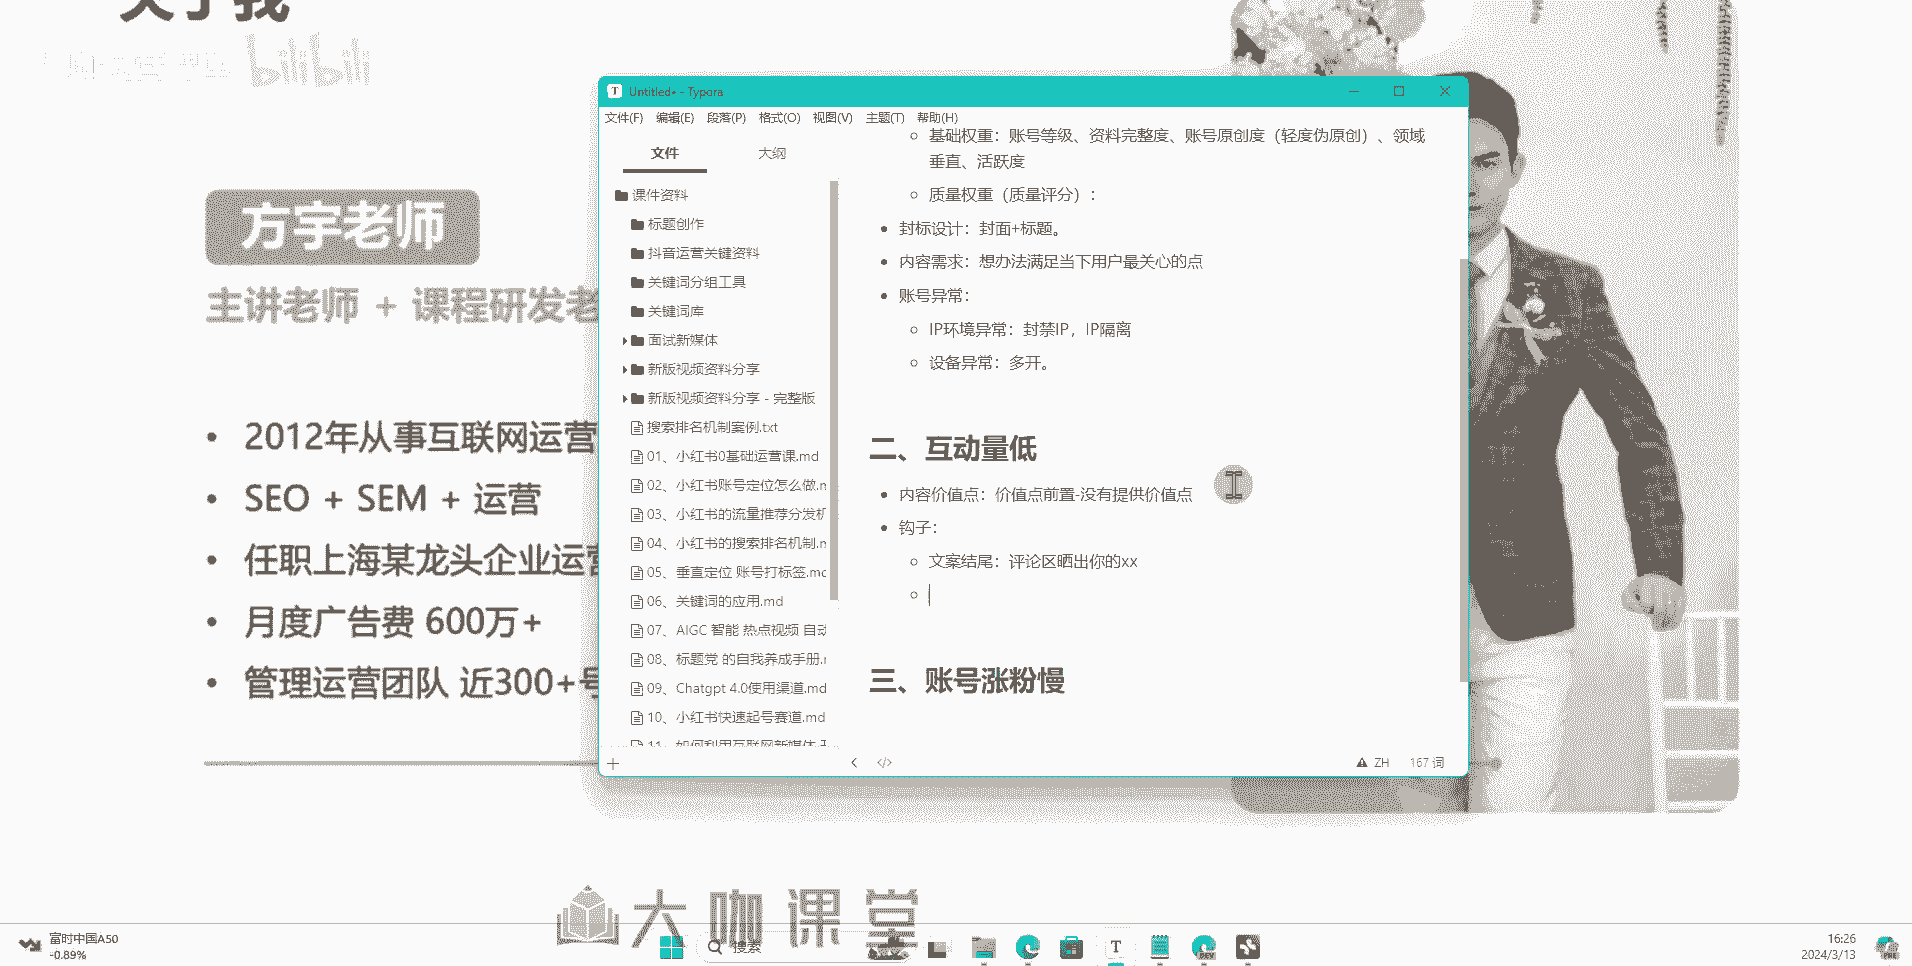 关于我
bilibili
方宇老师
主讲老师 + 课程研发老
2012年从事互联网运营
SEO + SEM + 运营
任职上海某龙头企业运营
月度广告费 600万+
管理运营团队 近300+号
Untitled• - Typora
文件(F) 编辑(E) 段落(P) 格式(O) 视图(V) 主题(T) 帮助(H)
文件 大纲
课件资料
标题创作
抖音运营关键资料
关键词分组工具
关键词库
面试新媒体
新版视频资料分享
新版视频资料分享 - 完整版
搜索排名机制案例.txt
01、小红书0基础运营课.md
02、小红书账号定位怎么做.m
03、小红书的流量推荐分发机
04、小红书的搜索排名机制.m
05、垂直定位 账号打标签.mc
06、关键词的应用.md
07、AIGC 智能 热点视频 自动
08、标题党 的自我养成手册.r
09、Chatgpt 4.0使用渠道.md
10、小红书快速起号赛道.md
11、如何利用互联网新媒体
基础权重：账号等级、资料完整度、账号原创度（轻度伪原创）、领域
垂直、活跃度
质量权重（质量评分）：
封标设计：封面+标题。
内容需求：想办法满足当下用户最关心的点
账号异常：
IP环境异常：封禁IP，IP隔离
设备异常：多开。
二、互动量低
内容价值点：价值点前置-没有提供价值点
钩子：
文案结尾：评论区晒出你的xx
三、账号涨粉慢
</> ZH 167 词
大咖课堂
富时中国A50
-0.89%
搜索
T
DEV
16:26
2024/3/13
PRE